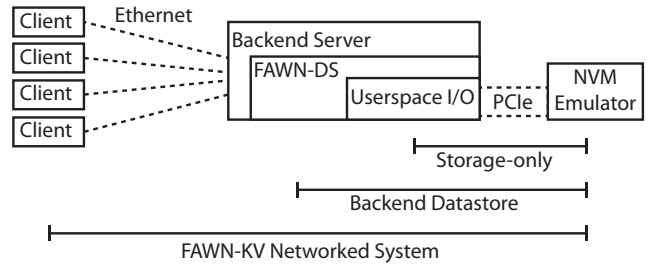 Client
Ethernet
Client
Client
Client
Backend Server
FAWN-DS
Userspace I/O
PCIe
NVM
Emulator
Storage-only
Backend Datastore
FAWN-KV Networked System